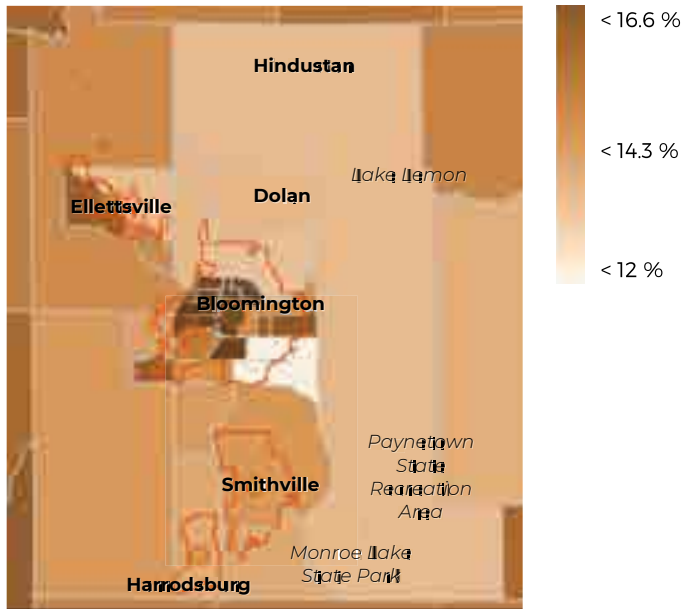 < 16.6 %
Hindustan
< 14.3 %
Lake Lemon
Dolan
Ellettsville
< 12 %
Bloomington
Paynetown
State
Recreation
Area
Smithville
Monroe Lake
State Park
Harrodsburg